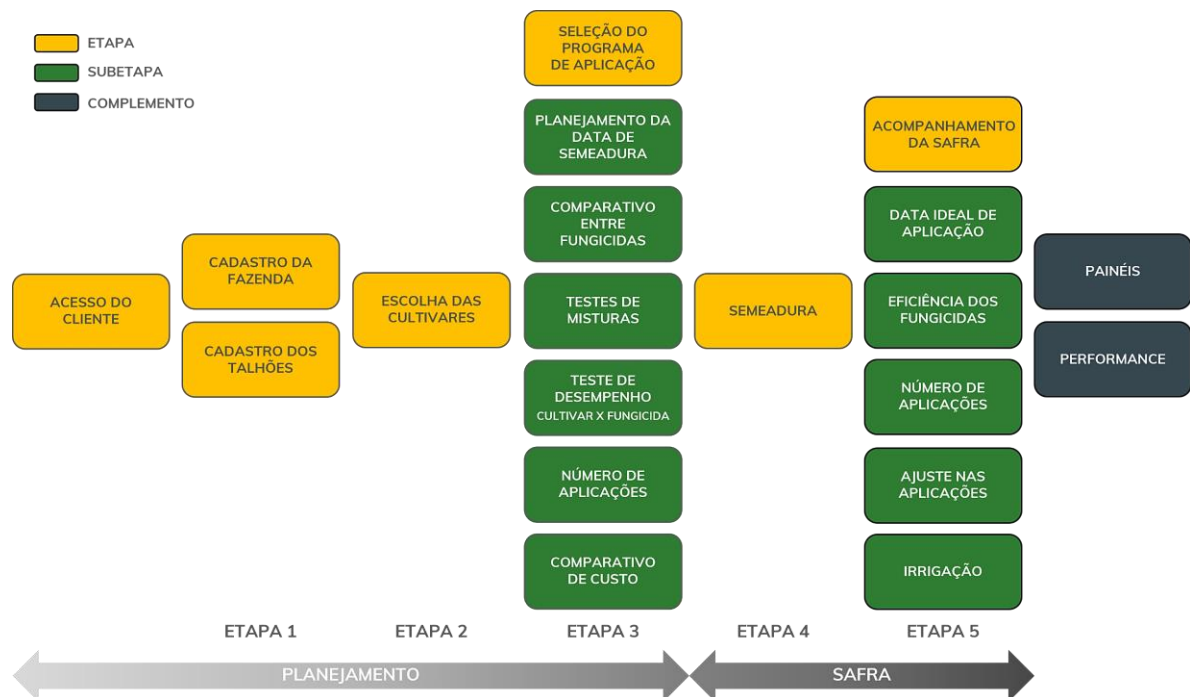 ETAPA
SUBETAPA
COMPLEMENTO
ACESSO DO
CLIENTE
CADASTRO DA
FAZENDA
CADASTRO DOS
TALHÕES
ESCOLHA DAS
CULTIVARES
SELEÇÃO DO
PROGRAMA
DE APLICAÇÃO
PLANEJAMENTO DA
DATA DE
SEMEADURA
COMPARATIVO
ENTRE
FUNGICIDAS
TESTES DE
MISTURAS
TESTE DE
DESEMPENHO
CULTIVAR X FUNGICIDA
NÚMERO DE
APLICAÇÕES
COMPARATIVO
DE CUSTO
SEMEADURA
ACOMPANHAMENTO
DA SAFRA
DATA IDEAL DE
APLICAÇÃO
EFICIÊNCIA DOS
FUNGICIDAS
NÚMERO DE
APLICAÇÕES
AJUSTE NAS
APLICAÇÕES
IRRIGAÇÃO
PAINÉIS
PERFORMANCE
ETAPA 1
ETAPA 2
ETAPA 3
ETAPA 4
ETAPA 5
PLANEJAMENTO
SAFRA